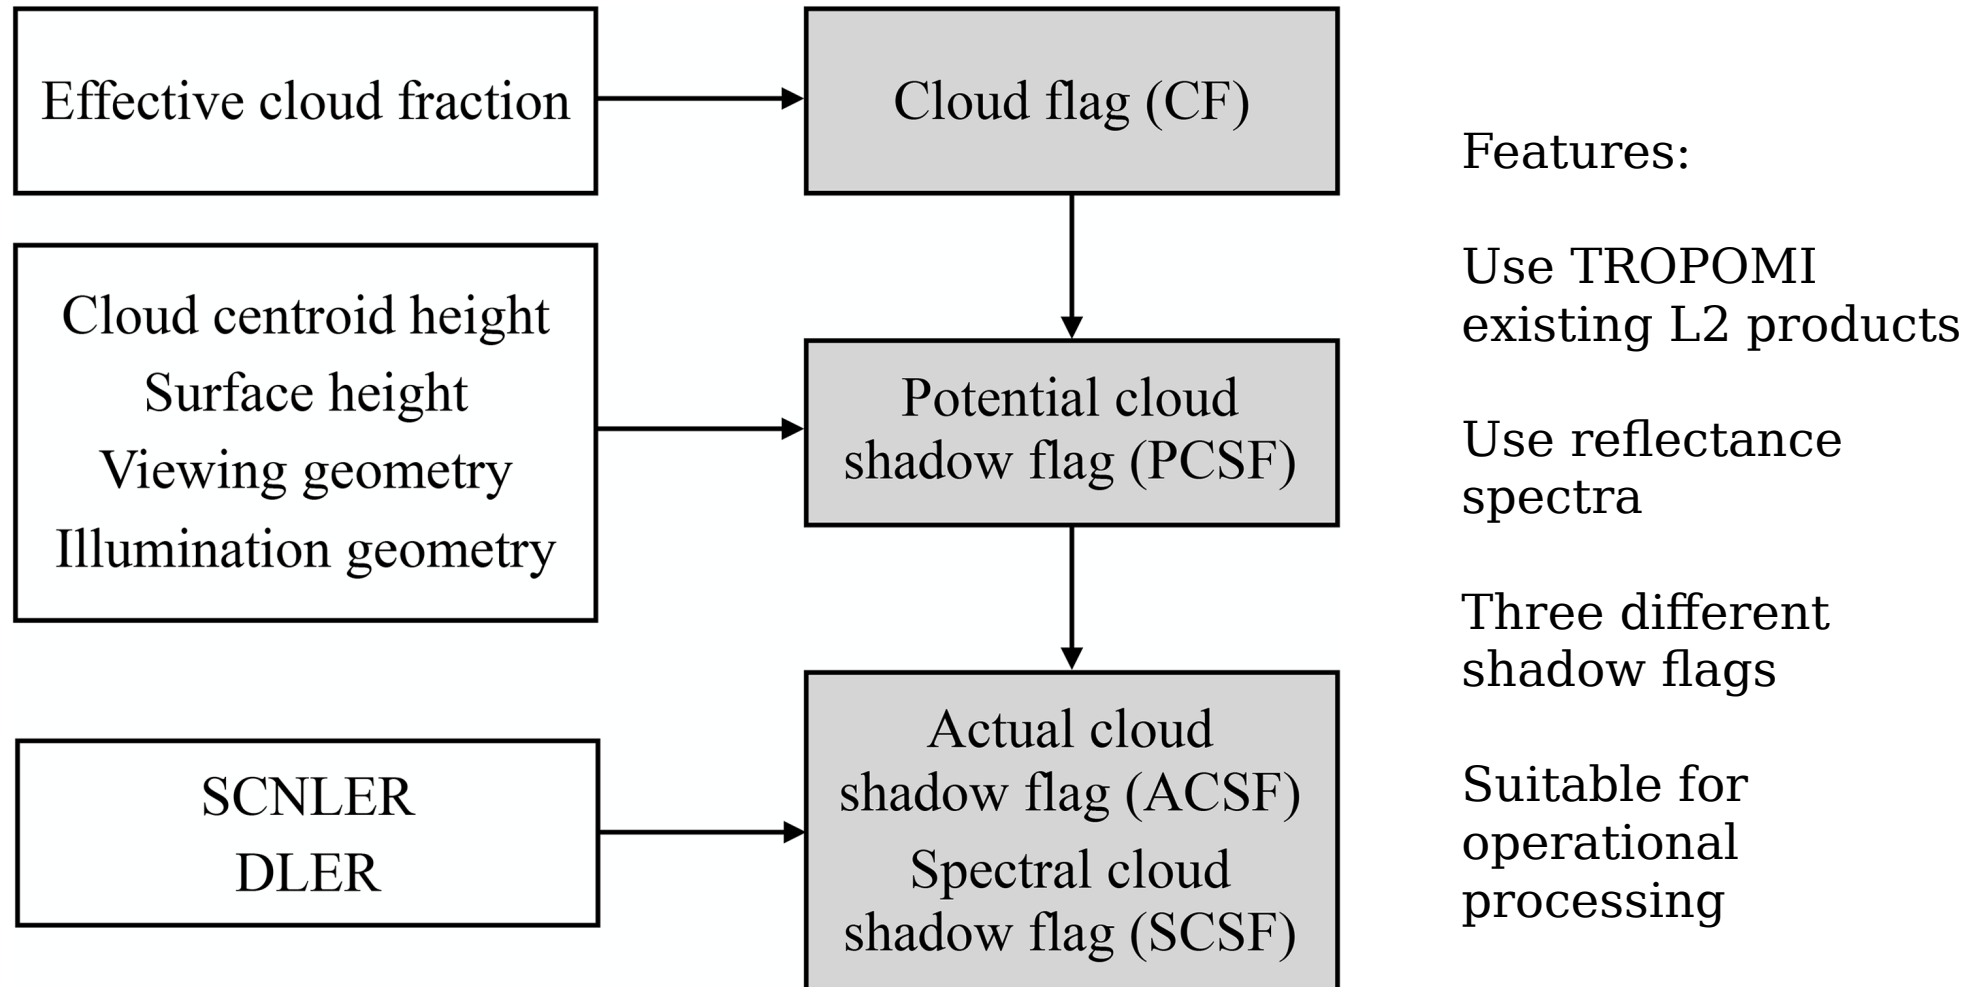 Effective cloud fraction
Cloud flag (CF)
Cloud centroid height
Surface height
Viewing geometry
Illumination geometry
Potential cloud
shadow flag (PCSF)
SCNLER
DLER
Actual cloud
shadow flag (ACSF)
Spectral cloud
shadow flag (SCSF)
Features:
Use TROPOMI
existing L2 products
Use reflectance
spectra
Three different
shadow flags
Suitable for
operational
processing